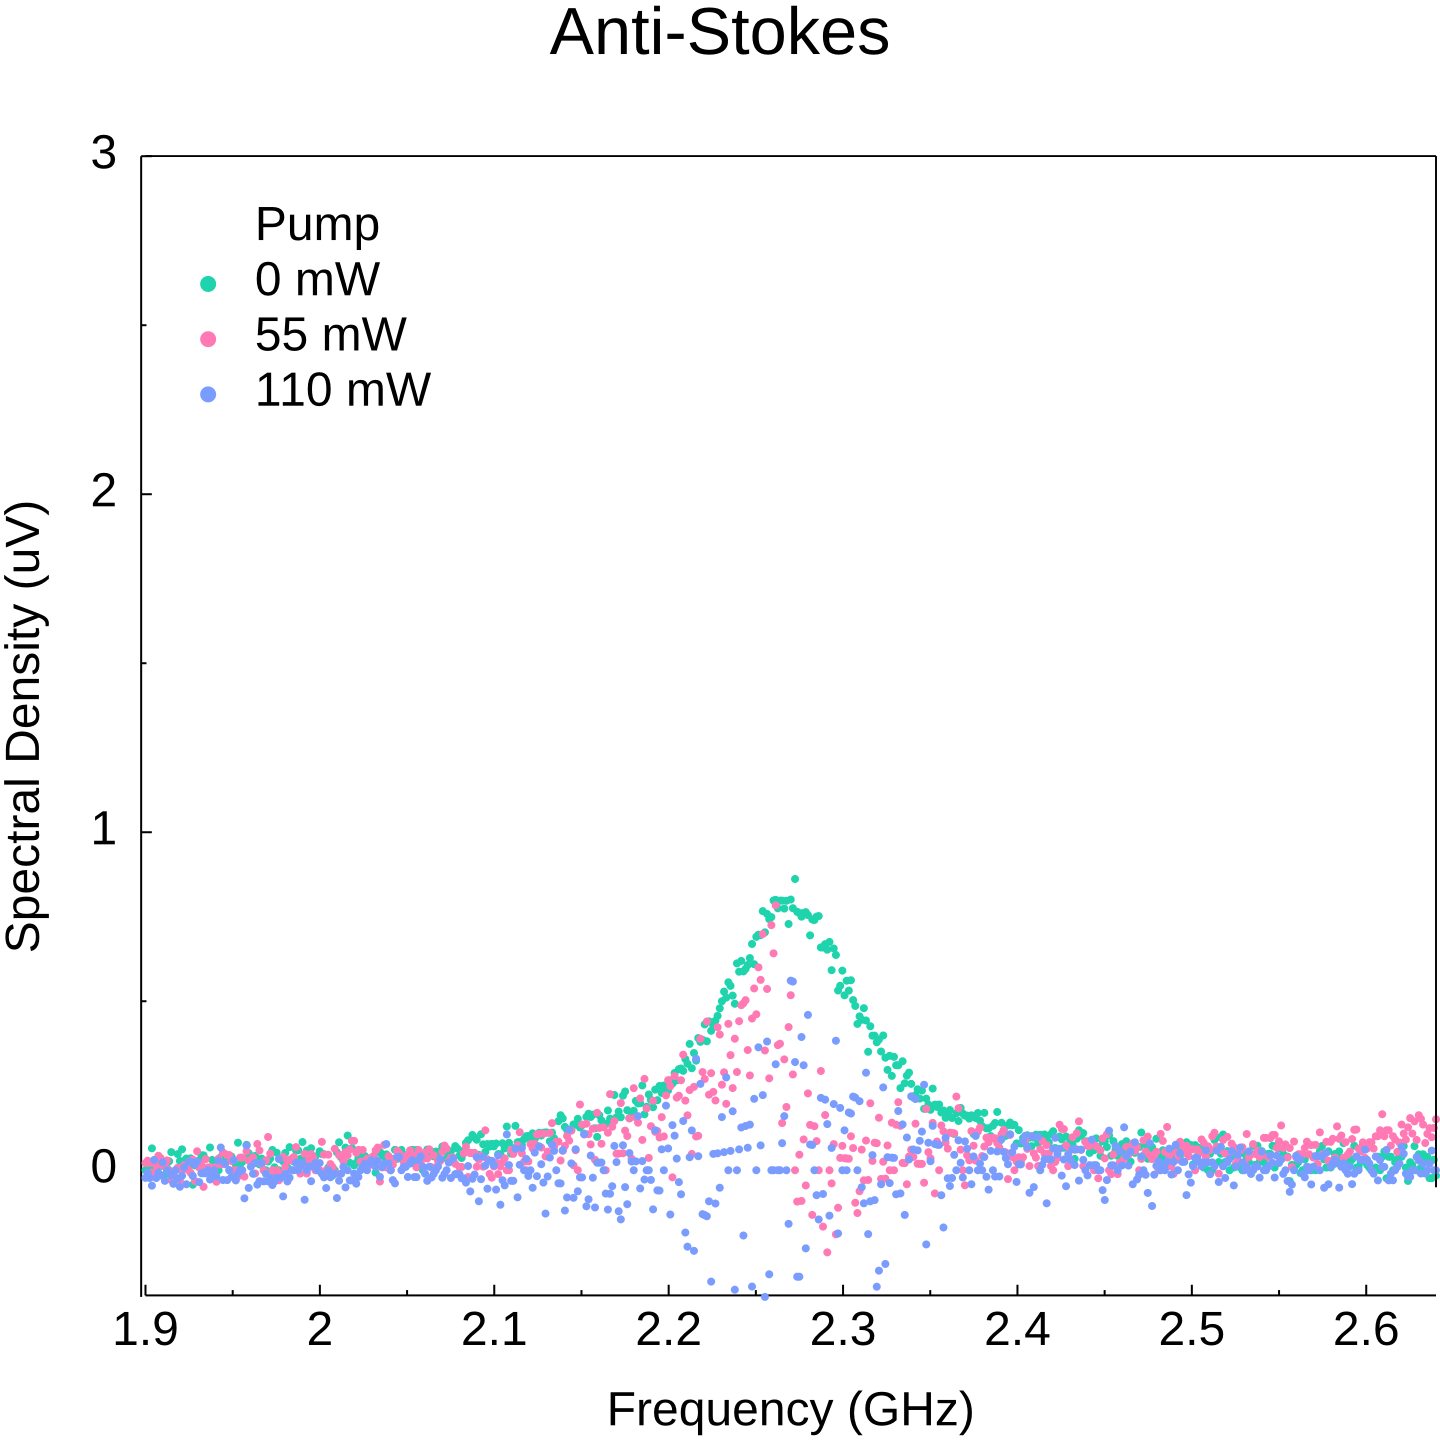 Anti-Stokes
3
Pump
0 mW
55 mW
110 mW
2
1
0
Spectral Density (uV)
1.9 2 2.1 2.2 2.3 2.4 2.5 2.6
Frequency (GHz)